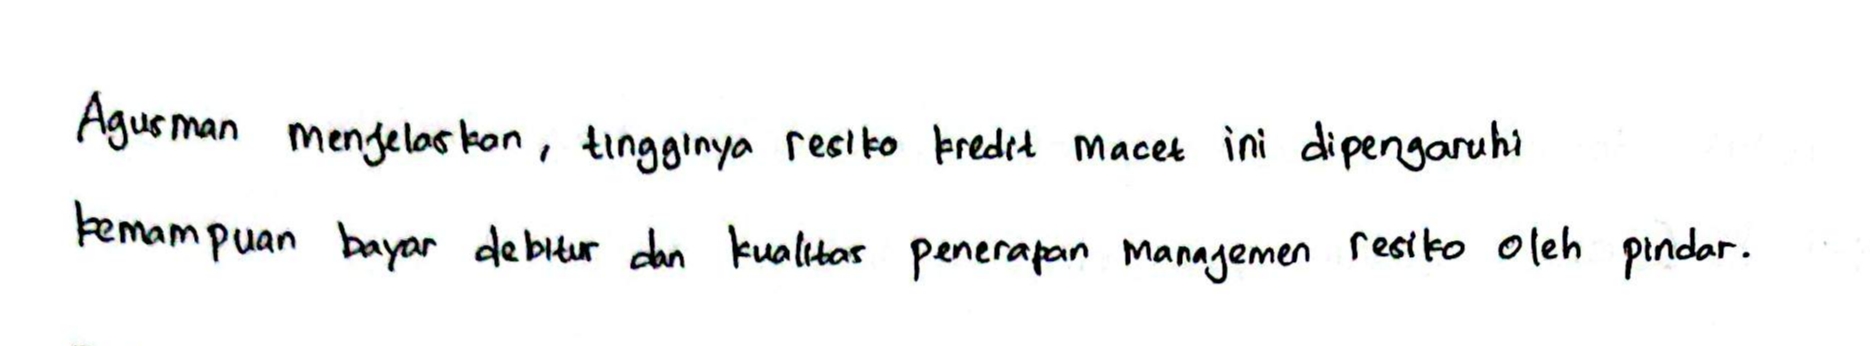 Agusman menjelaskan, tingginya resiko kredit macet ini dipengaruhi
kemampuan bayar debitur dan kualitas penerapan manajemen resiko oleh pindar.